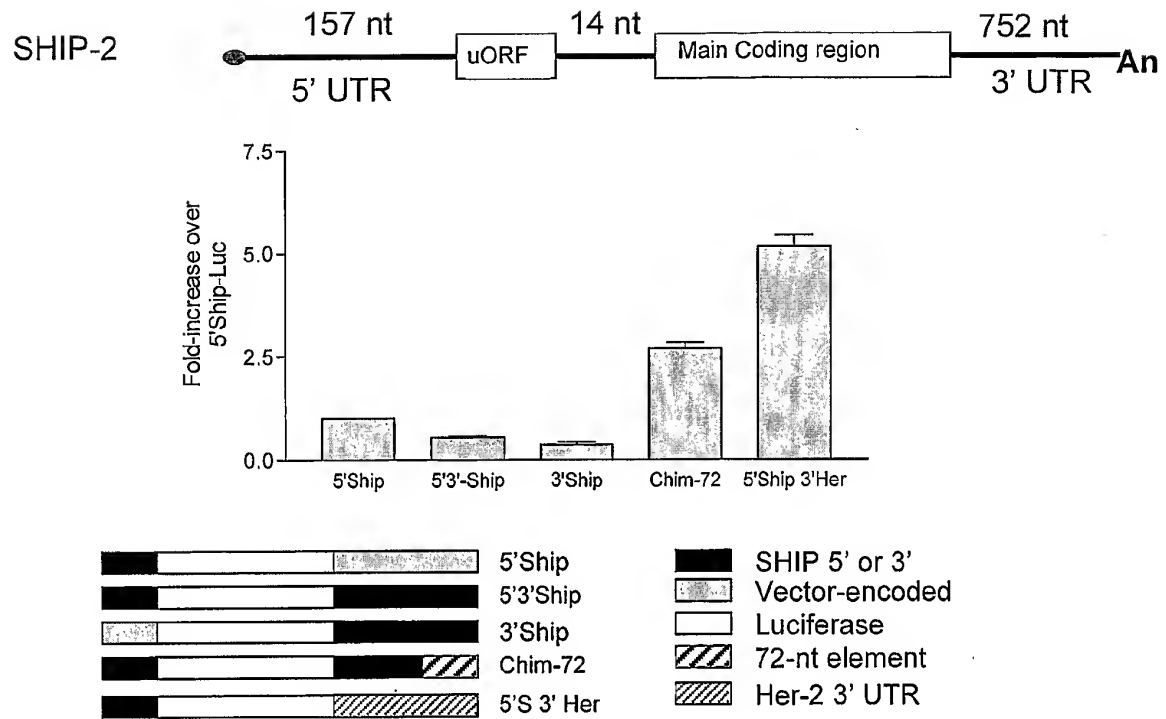 SHIP-2
157 nt
uORF
14 nt
Main Coding region
752 nt
An
5' UTR
3' UTR
Fold-increase over
5'Ship-Luc
7.5
5.0
2.5
0.0
5'Ship
5'3'-Ship
3'Ship
Chim-72
5'Ship 3'Her
5'Ship
5'3'Ship
3'Ship
Chim-72
5'S 3' Her
SHIP 5' or 3'
Vector-encoded
Luciferase
72-nt element
Her-2 3' UTR